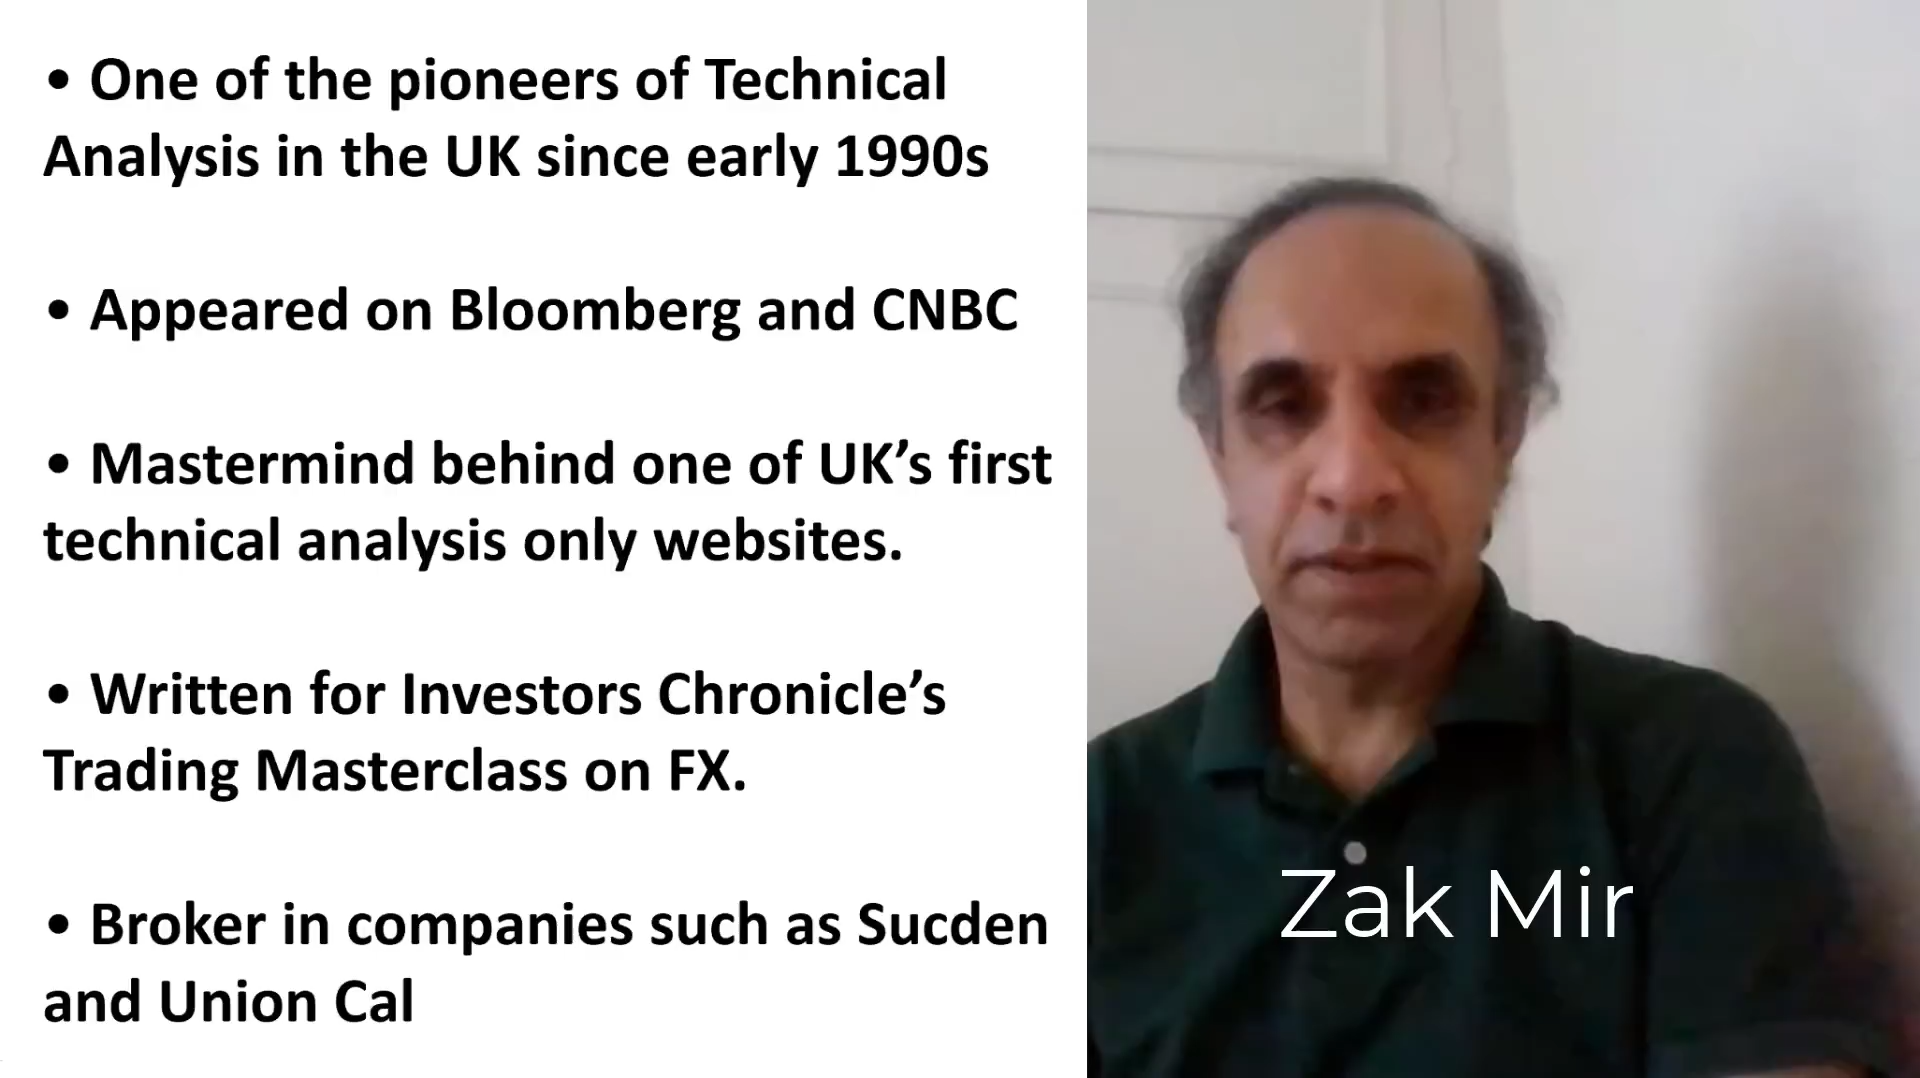 • One of the pioneers of Technical
Analysis in the UK since early 1990s
• Appeared on Bloomberg and CNBC
• Mastermind behind one of UK’s first
technical analysis only websites.
• Written for Investors Chronicle’s
Trading Masterclass on FX.
• Broker in companies such as Sucden
and Union Cal
Zak Mir